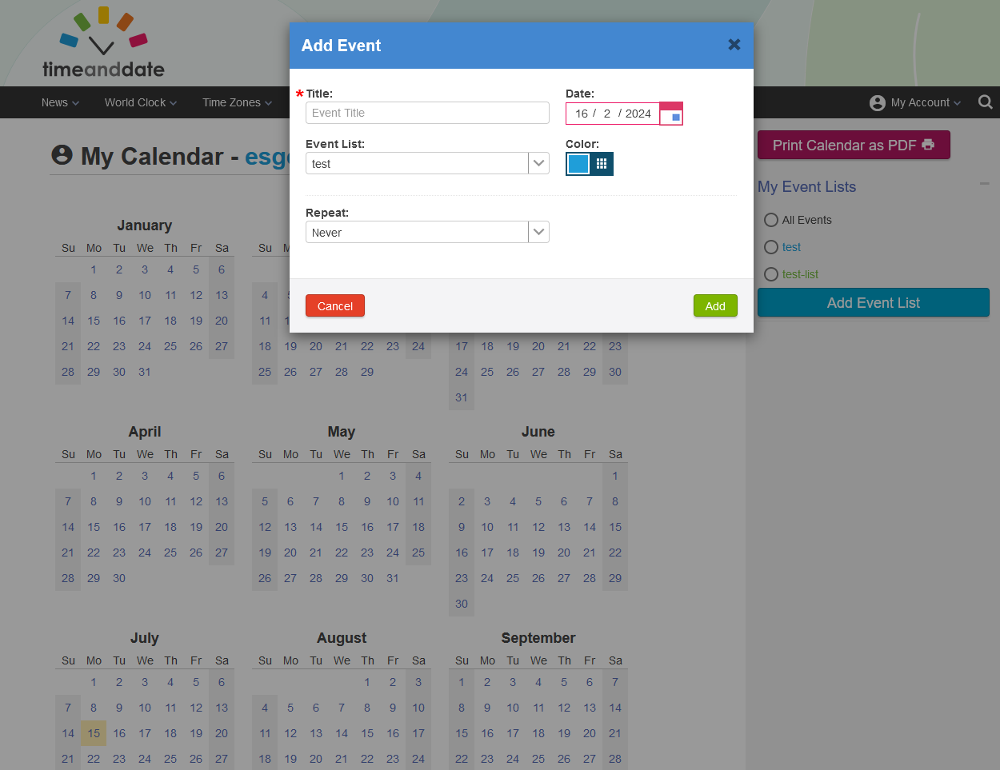 timeanddate
News
World Clock
Time Zones
My Account
Add Event
Title:
Event Title
Date:
16 / 2 / 2024
Event List:
test
Color:
Repeat:
Never
Cancel
Add
My Calendar -
Print Calendar as PDF
My Event Lists
All Events
test
test-list
Add Event List
January
Su Mo Tu We Th Fr Sa
1 2 3 4 5 6
7 8 9 10 11 12 13
14 15 16 17 18 19 20
21 22 23 24 25 26 27
28 29 30 31
Su
4
11
18 19 20 21 22 23 24
25 26 27 28 29
17 18 19 20 21 22 23
24 25 26 27 28 29 30
31
April
Su Mo Tu We Th Fr Sa
1 2 3 4 5 6
7 8 9 10 11 12 13
14 15 16 17 18 19 20
21 22 23 24 25 26 27
28 29 30
May
Su Mo Tu We Th Fr Sa
1 2 3 4
5 6 7 8 9 10 11
12 13 14 15 16 17 18
19 20 21 22 23 24 25
26 27 28 29 30 31
June
Su Mo Tu We Th Fr Sa
1
2 3 4 5 6 7 8
9 10 11 12 13 14 15
16 17 18 19 20 21 22
23 24 25 26 27 28 29
30
July
Su Mo Tu We Th Fr Sa
1 2 3 4 5 6
7 8 9 10 11 12 13
14 15 16 17 18 19 20
21 22 23 24 25 26 27
August
Su Mo Tu We Th Fr Sa
1 2 3
4 5 6 7 8 9 10
11 12 13 14 15 16 17
18 19 20 21 22 23 24
September
Su Mo Tu We Th Fr Sa
1 2 3 4 5 6 7
8 9 10 11 12 13 14
15 16 17 18 19 20 21
22 23 24 25 26 27 28